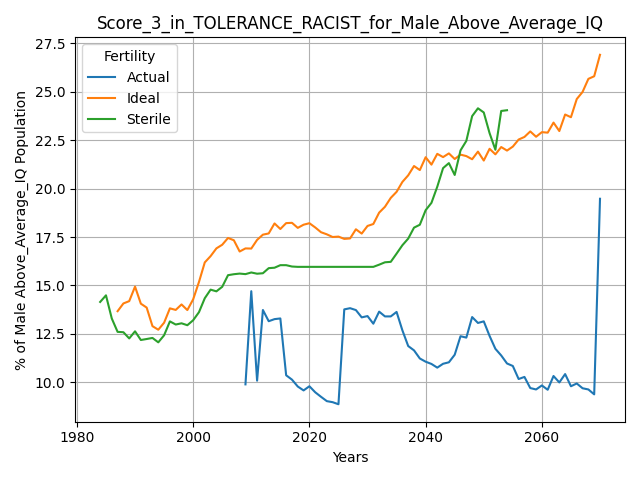 Score_3_in_TOLERANCE_RACIST_for_Male_Above_Average_IQ
% of Male Above_Average_IQ Population
27.5
25.0
22.5
20.0
17.5
15.0
12.5
10.0
Fertility
Actual
Ideal
Sterile
1980
2000
2020
2040
2060
Years